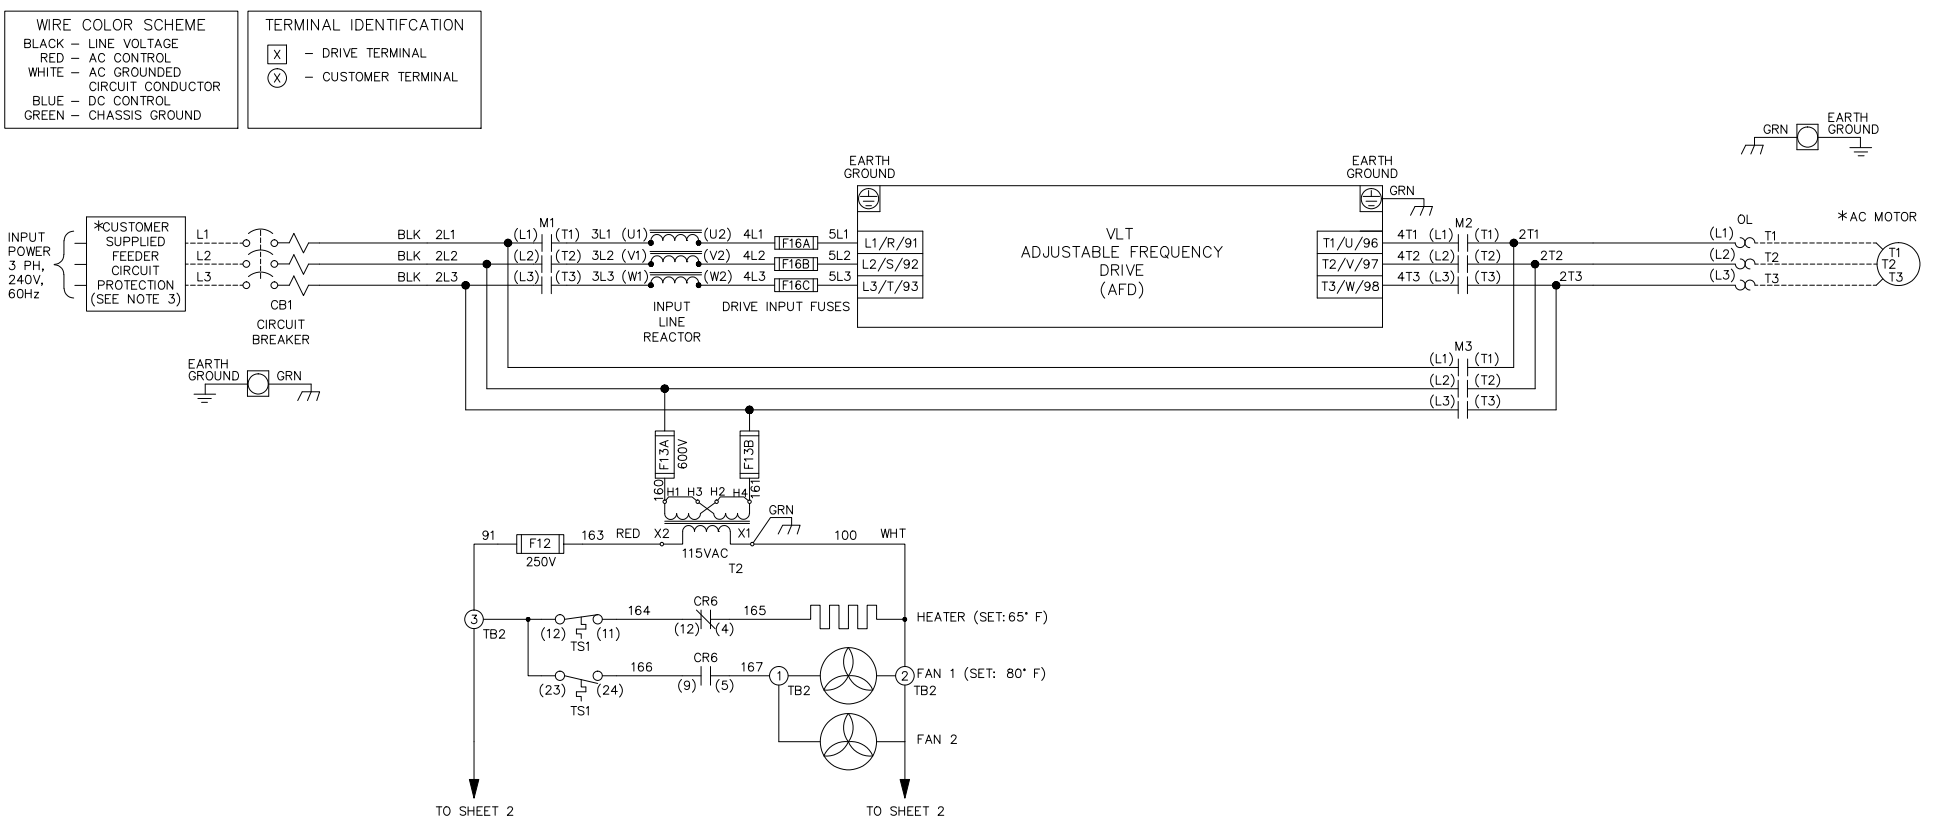 WIRE COLOR SCHEME
BLACK – LINE VOLTAGE
RED – AC CONTROL
WHITE – AC GROUNDED
CIRCUIT CONDUCTOR
BLUE – DC CONTROL
GREEN – CHASSIS GROUND
TERMINAL IDENTIFCATION
X – DRIVE TERMINAL
X – CUSTOMER TERMINAL
GRN
EARTH
GROUND
EARTH
GROUND
EARTH
GROUND
GRN
INPUT
POWER
3 PH,
240V,
60Hz
*CUSTOMER
SUPPLIED
FEEDER
CIRCUIT
PROTECTION
(SEE NOTE 3)
L1
L2
L3
CB1
CIRCUIT
BREAKER
M1
BLK 2L1 (L1) (T1) 3L1 (U1) (U2) 4L1 F16A 5L1 L1/R/91
BLK 2L2 (L2) (T2) 3L2 (V1) (V2) 4L2 F16B 5L2 L2/S/92
BLK 2L3 (L3) (T3) 3L3 (W1) (W2) 4L3 F16C 5L3 L3/T/93
INPUT
LINE
REACTOR
DRIVE INPUT FUSES
VLT
ADJUSTABLE FREQUENCY
DRIVE
(AFD)
M2
T1/U/96 4T1 (L1) (T1) 2T1
T2/V/97 4T2 (L2) (T2) 2T2
T3/W/98 4T3 (L3) (T3) 2T3
OL
(L1) T1
(L2) T2
(L3) T3
*AC MOTOR
T1
T2
T3
EARTH
GROUND
GRN
M3
(L1) (T1)
(L2) (T2)
(L3) (T3)
F13A
600V
F13B
160
H1 H3 H2 H4
161
GRN
91 F12 163 RED X2 X1 100 WHT
250V
115VAC
T2
3
TB2
(12) (11)
TS1
164
CR6
(12) (4)
165
HEATER (SET:65° F)
(23) (24)
TS1
166
CR6
(9) (5)
167
1
TB2
2
TB2
FAN 1 (SET: 80° F)
FAN 2
TO SHEET 2
TO SHEET 2